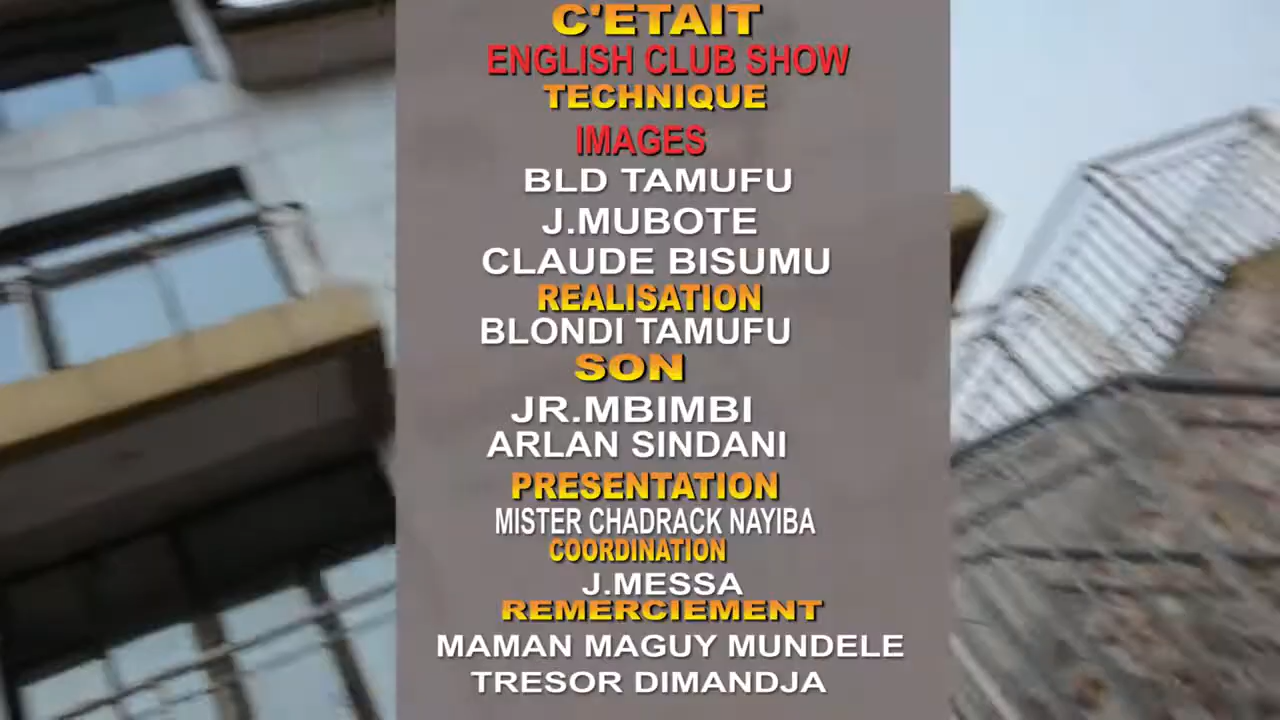 C'ETAIT
ENGLISH CLUB SHOW
TECHNIQUE
IMAGES
BLD TAMUFU
J.MUBOTE
CLAUDE BISUMU
REALISATION
BLONDI TAMUFU
SON
JR.MBIMBI
ARLAN SINDANI
PRESENTATION
MISTER CHADRACK NAYIBA
COORDINATION
J.MESSA
REMERCIEMENT
MAMAN MAGUY MUNDELE
TRESOR DIMANDJA